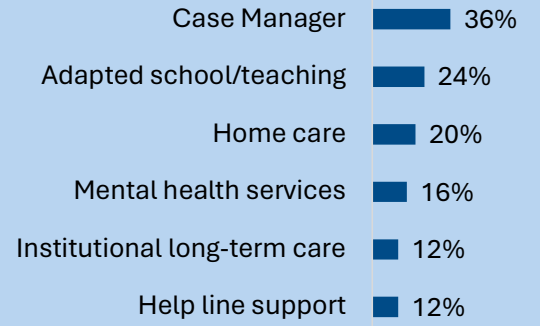 Case Manager 36%
Adapted school/teaching 24%
Home care 20%
Mental health services 16%
Institutional long-term care 12%
Help line support 12%